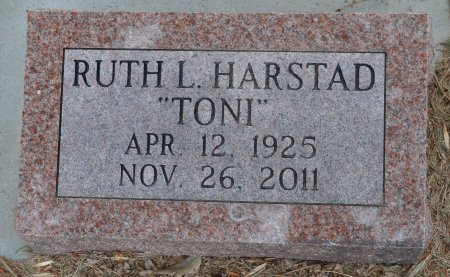 RUTH L. HARSTAD
"TONI"
APR. 12, 1925
NOV. 26, 2011